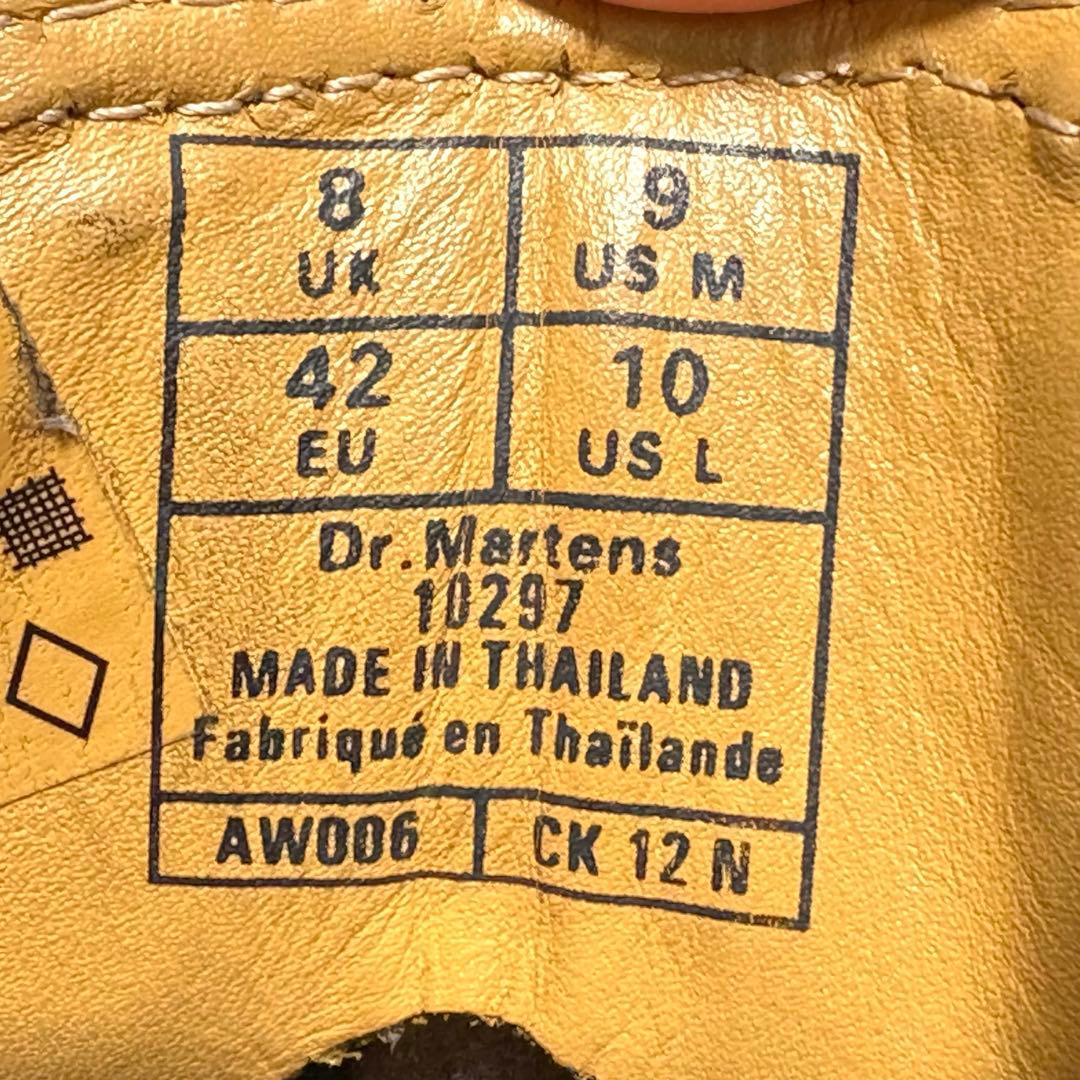 8
UK
9
US M
42
EU
10
US L
Dr. Martens
10297
MADE IN THAILAND
Fabriqué en Thaïlande
AW006
CK 12 N